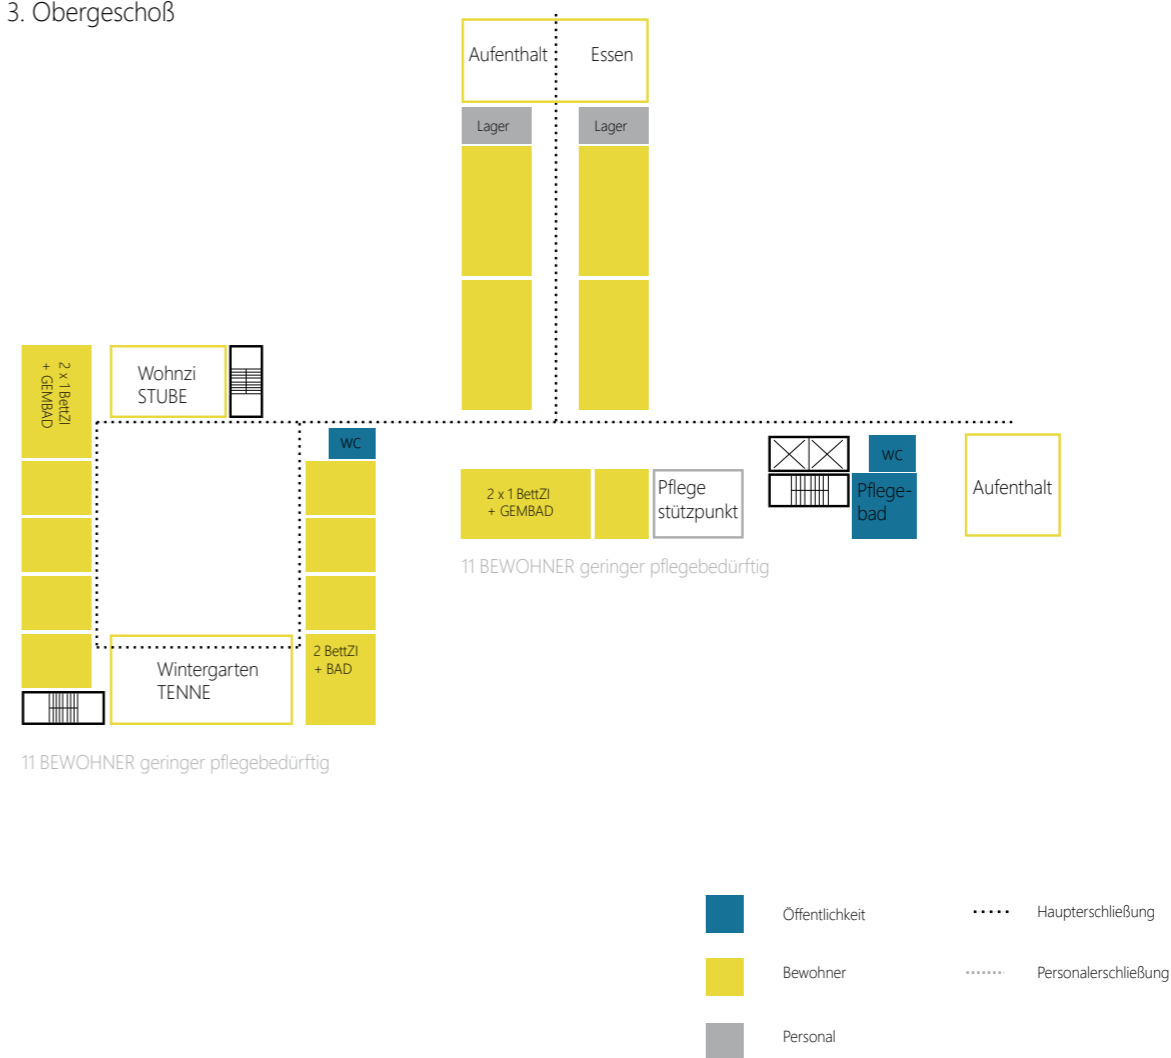 3. Obergeschoß
Aufenthalt
Essen
Lager
Lager
2 x 1 BettZI
+ GEMBAD
Wohnzi
STUBE
WC
2 BettZI
+ BAD
Wintergarten
TENNE
11 BEWOHNER geringer pflegebedürftig
2 x 1 BettZI
+ GEMBAD
Pflege
stützpunkt
WC
Pflege-
bad
Aufenthalt
11 BEWOHNER geringer pflegebedürftig
Öffentlichkeit
Haupterschließung
Bewohner
Personalerschließung
Personal